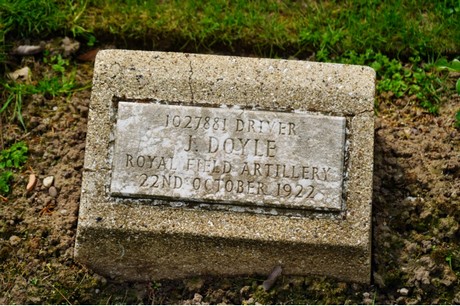 1027881 DRIVER
J. DOYLE
ROYAL FIELD ARTILLERY
22ND OCTOBER 1922